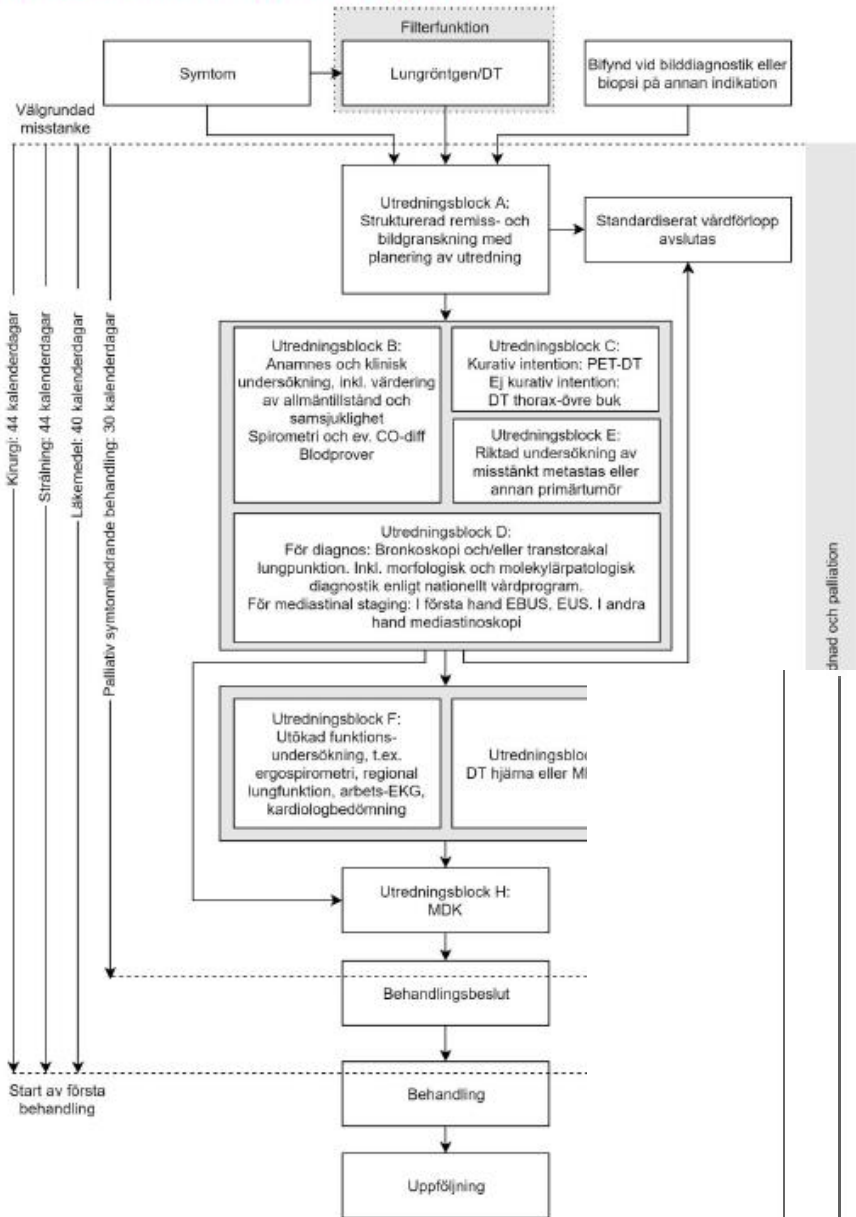 Filterfunktion
Symtom
Lungröntgen/DT
Bifynd vid bilddiagnostik eller
biopsi på annan indikation
Välgrundad
misstanke
Utredningsblock A:
Strukturerad remiss- och
bildgranskning med
planering av utredning
Standardiserat vårdförlopp
avslutas
Kirurgi: 44 kalenderdagar
Strålning: 44 kalenderdagar
Läkemedel: 40 kalenderdagar
Palliativ symtomlindrande behandling: 30 kalenderdagar
Utredningsblock B:
Anamnes och klinisk
undersökning, inkl. värdering
av allmäntillstånd och
samsjuklighet
Spirometri och ev. CO-diff
Blodprover
Utredningsblock C:
Kurativ intention: PET-DT
Ej kurativ intention:
DT thorax-övre buk
Utredningsblock E:
Riktad undersökning av
misstänkt metastas eller
annan primärtumör
Utredningsblock D:
För diagnos: Bronkoskopi och/eller transtorakal
lungpunktion. Inkl. morfologisk och molekylärpatologisk
diagnostik enligt nationellt vårdprogram.
För mediastinal staging: I första hand EBUS, EUS. I andra
hand mediastinoskopi
dnad och palliation
Utredningsblock F:
Utökad funktions-
undersökning, t.ex.
ergospirometri, regional
lungfunktion, arbets-EKG,
kardiologbedömning
Utredningsbloc
DT hjärna eller M
Utredningsblock H:
MDK
Behandlingsbeslut
Start av första
behandling
Behandling
Uppföljning